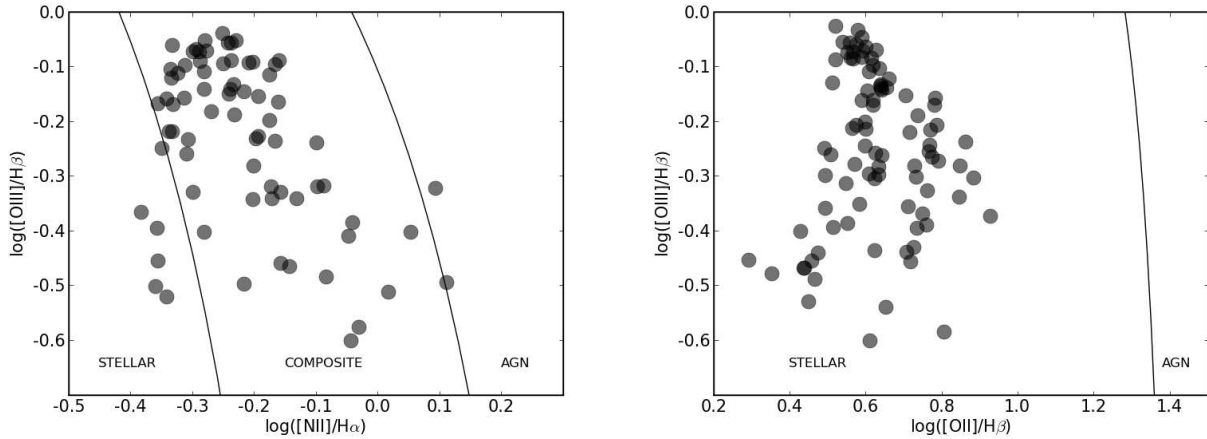 0.0
-0.1
-0.2
-0.3
-0.4
-0.5
-0.6
log([OIII]/Hβ)
STELLAR COMPOSITE AGN
-0.5 -0.4 -0.3 -0.2 -0.1 0.0 0.1 0.2
log([NII]/Hα)
0.0
-0.1
-0.2
-0.3
-0.4
-0.5
-0.6
log([OIII]/Hβ)
STELLAR AGN
0.2 0.4 0.6 0.8 1.0 1.2 1.4
log([OII]/Hβ)